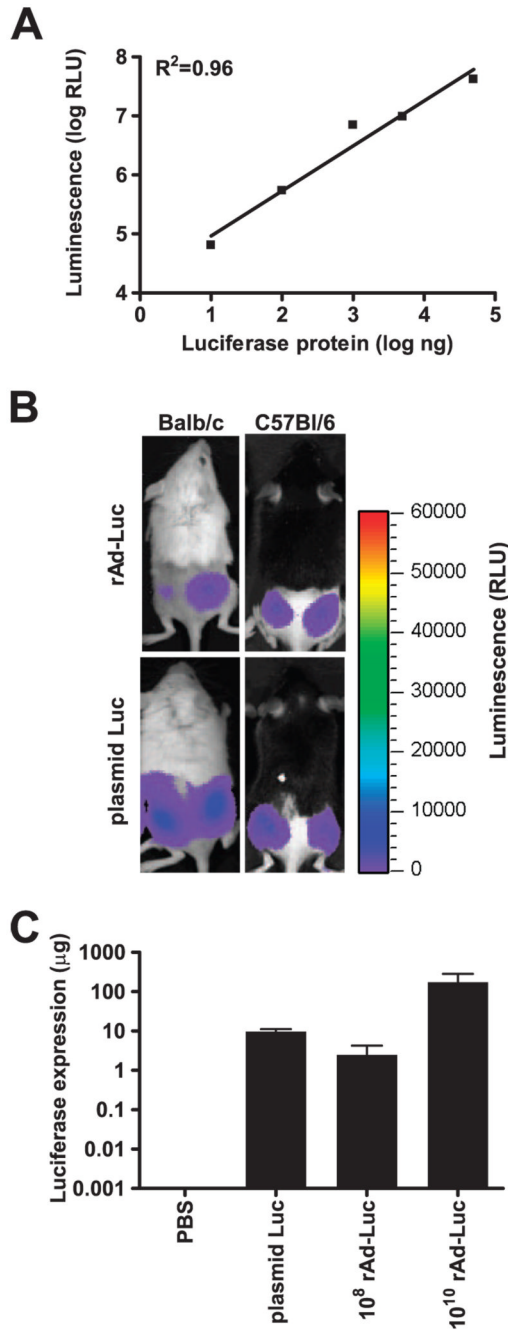 A
R²=0.96
Luminescence (log RLU)
8
7
6
5
4
0 1 2 3 4 5
Luciferase protein (log ng)
B
Balb/c C57Bl/6
rAd-Luc
plasmid Luc
60000
50000
40000
30000
20000
10000
0
Luminescence (RLU)
C
Luciferase expression (µg)
1000
100
10
1
0.1
0.01
0.001
PBS
plasmid Luc
10⁸ rAd-Luc
10¹⁰ rAd-Luc